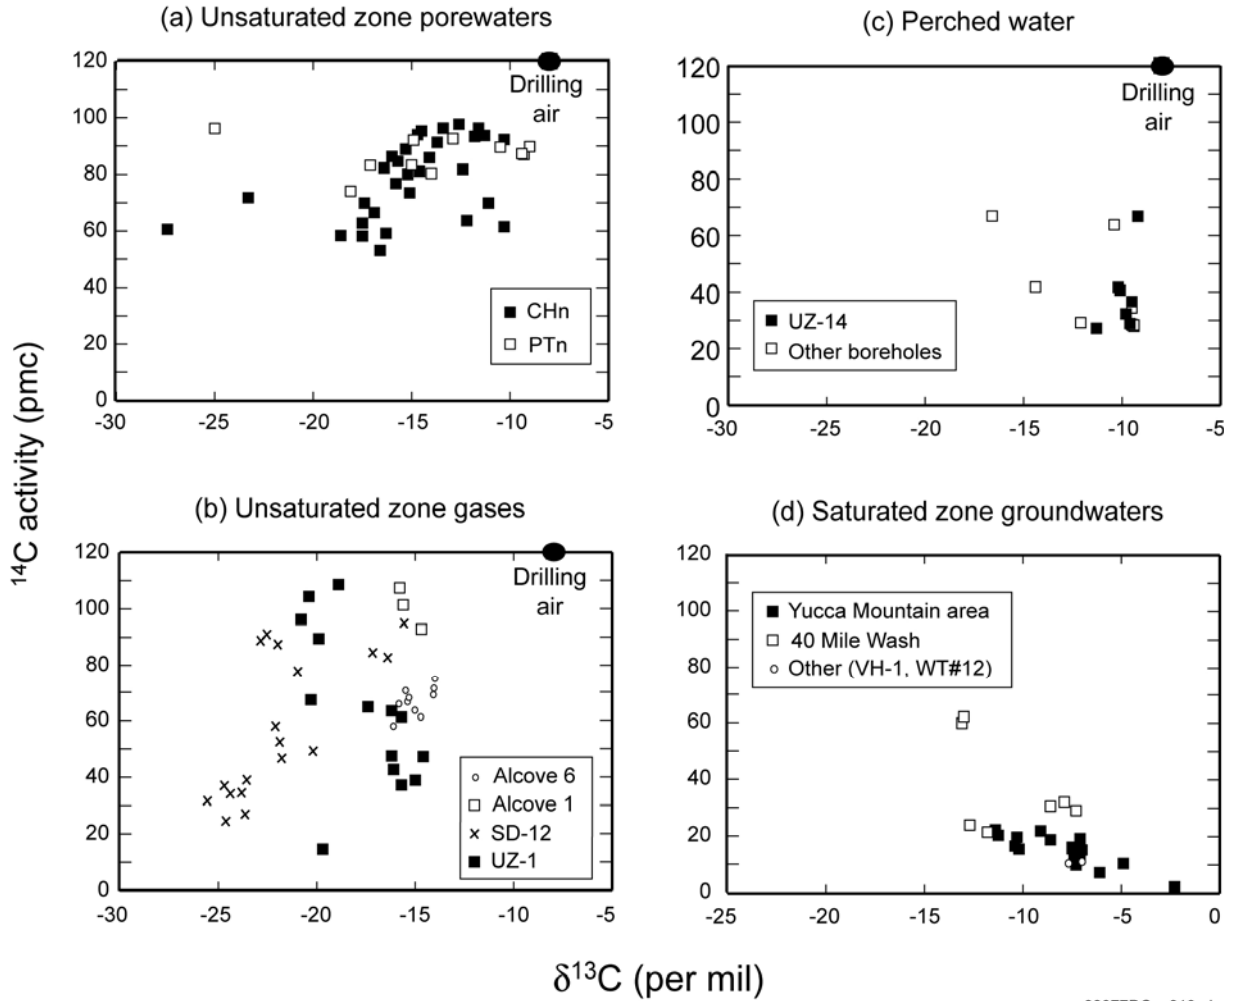 (a) Unsaturated zone porewaters
120
100
80
60
40
20
0
-30 -25 -20 -15 -10 -5
Drilling
air
CHn
PTn
(c) Perched water
120
100
80
60
40
20
0
-30 -25 -20 -15 -10 -5
Drilling
air
UZ-14
Other boreholes
¹⁴C activity (pmc)
(b) Unsaturated zone gases
120
100
80
60
40
20
0
-30 -25 -20 -15 -10 -5
Drilling
air
Alcove 6
Alcove 1
SD-12
UZ-1
(d) Saturated zone groundwaters
120
100
80
60
40
20
0
-25 -20 -15 -10 -5 0
Yucca Mountain area
40 Mile Wash
Other (VH-1, WT#12)
δ¹³C (per mil)